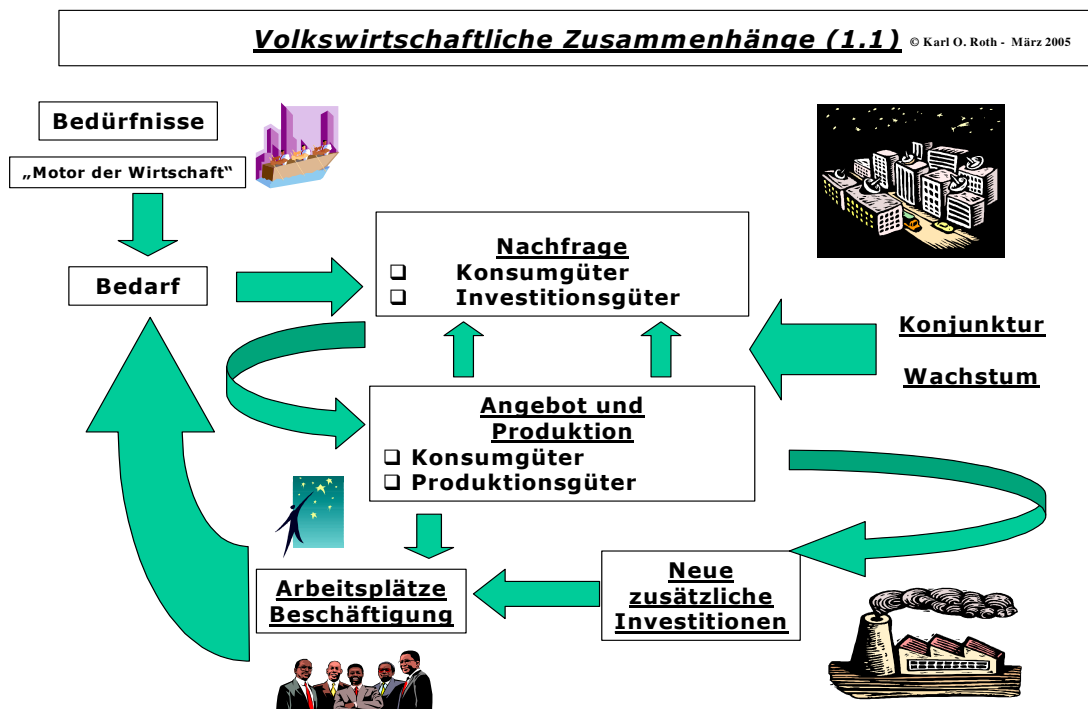 Volkswirtschaftliche Zusammenhänge (1.1) © Karl O. Roth - März 2005
Bedürfnisse
„Motor der Wirtschaft“
Bedarf
Nachfrage
❑ Konsumgüter
❑ Investitionsgüter
Konjunktur
Wachstum
Angebot und
Produktion
❑ Konsumgüter
❑ Produktionsgüter
Arbeitsplätze
Beschäftigung
Neue
zusätzliche
Investitionen